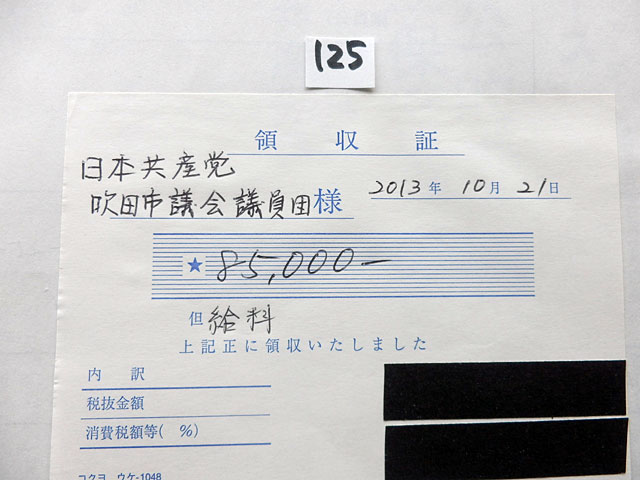 125
領収証
日本共産党
吹田市議会議員団様
2013年10月21日
★85,000―
但 給料
上記正に領収いたしました
内訳
税抜金額
消費税額等( %)
コクヨ ウケ-1048